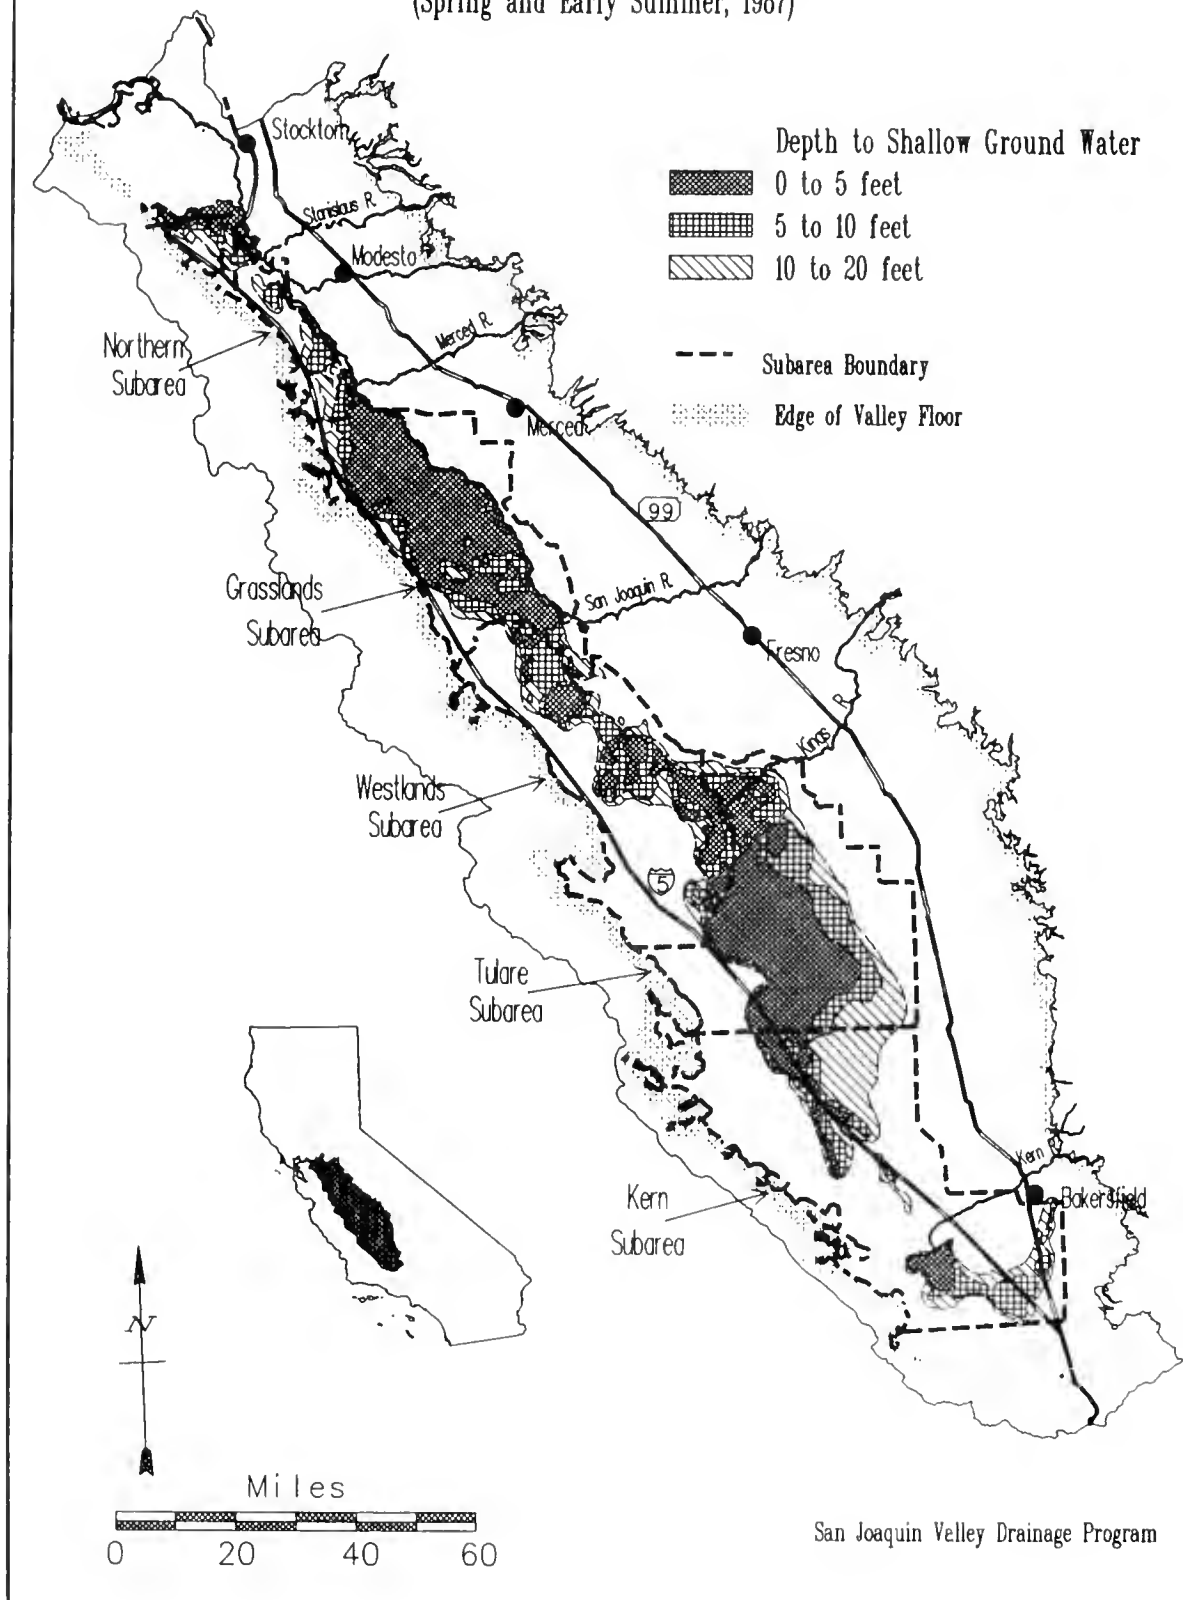 (Spring and Early Summer, 1987)
Stockton
Depth to Shallow Ground Water
0 to 5 feet
5 to 10 feet
10 to 20 feet
Stanislaus R.
Modesto
Merced R.
Northern
Subarea
Subarea Boundary
Edge of Valley Floor
Merced
99
Grasslands
Subarea
San Joaquin R.
Fresno
Kings R.
Westlands
Subarea
5
Tulare
Subarea
Kern
Bakersfield
Kern
Subarea
N
Miles
0 20 40 60
San Joaquin Valley Drainage Program